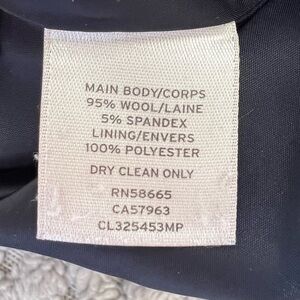 MAIN BODY/CORPS
95% WOOL/LAINE
5% SPANDEX
LINING/ENVERS
100% POLYESTER
DRY CLEAN ONLY
RN58665
CA57963
CL325453MP